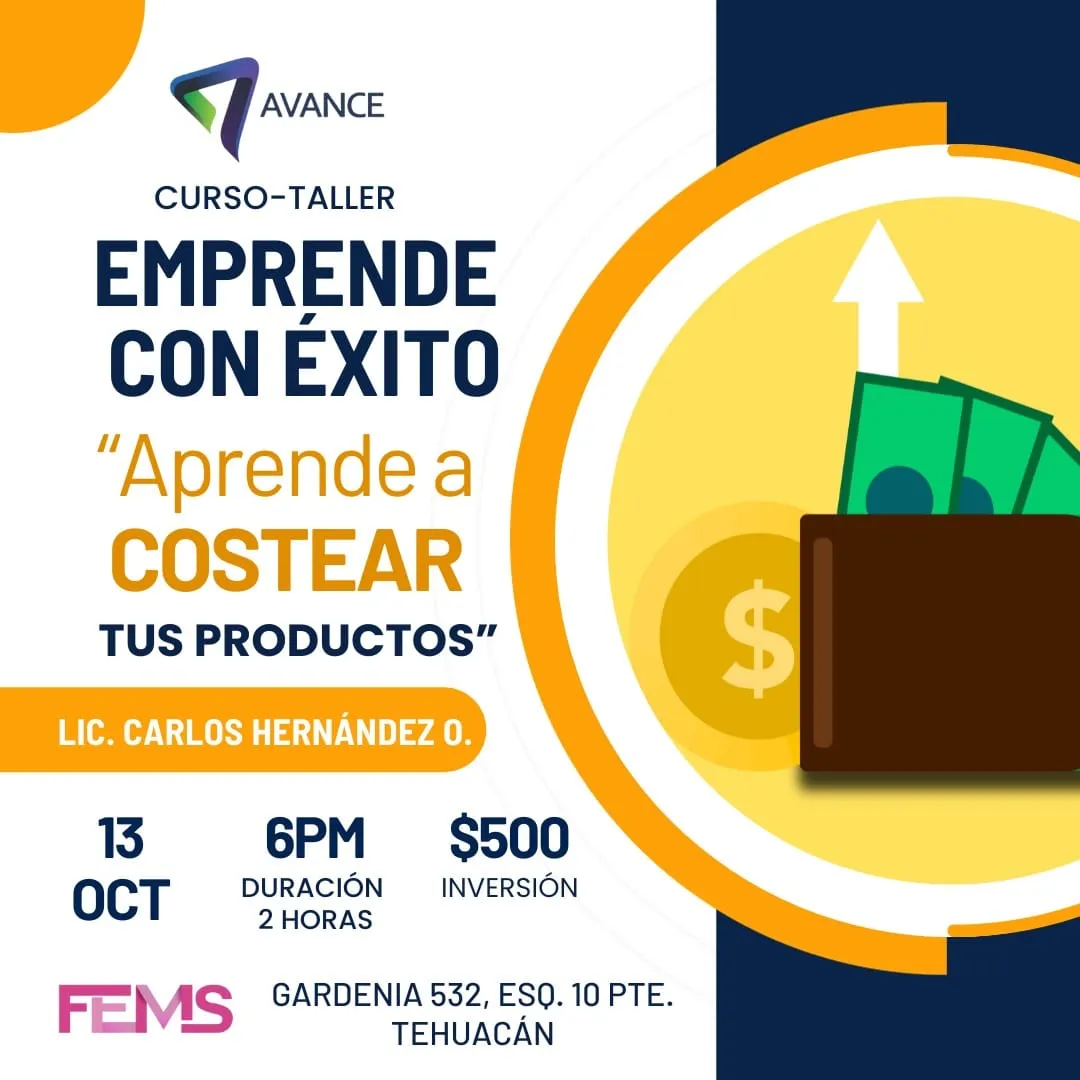 AVANCE
CURSO-TALLER
EMPRENDE
CON ÉXITO
“Aprende a
COSTEAR
TUS PRODUCTOS”
LIC. CARLOS HERNÁNDEZ O.
13
OCT
6PM
DURACIÓN
2 HORAS
$500
INVERSIÓN
$
FEMS
GARDENIA 532, ESQ. 10 PTE.
TEHUACÁN